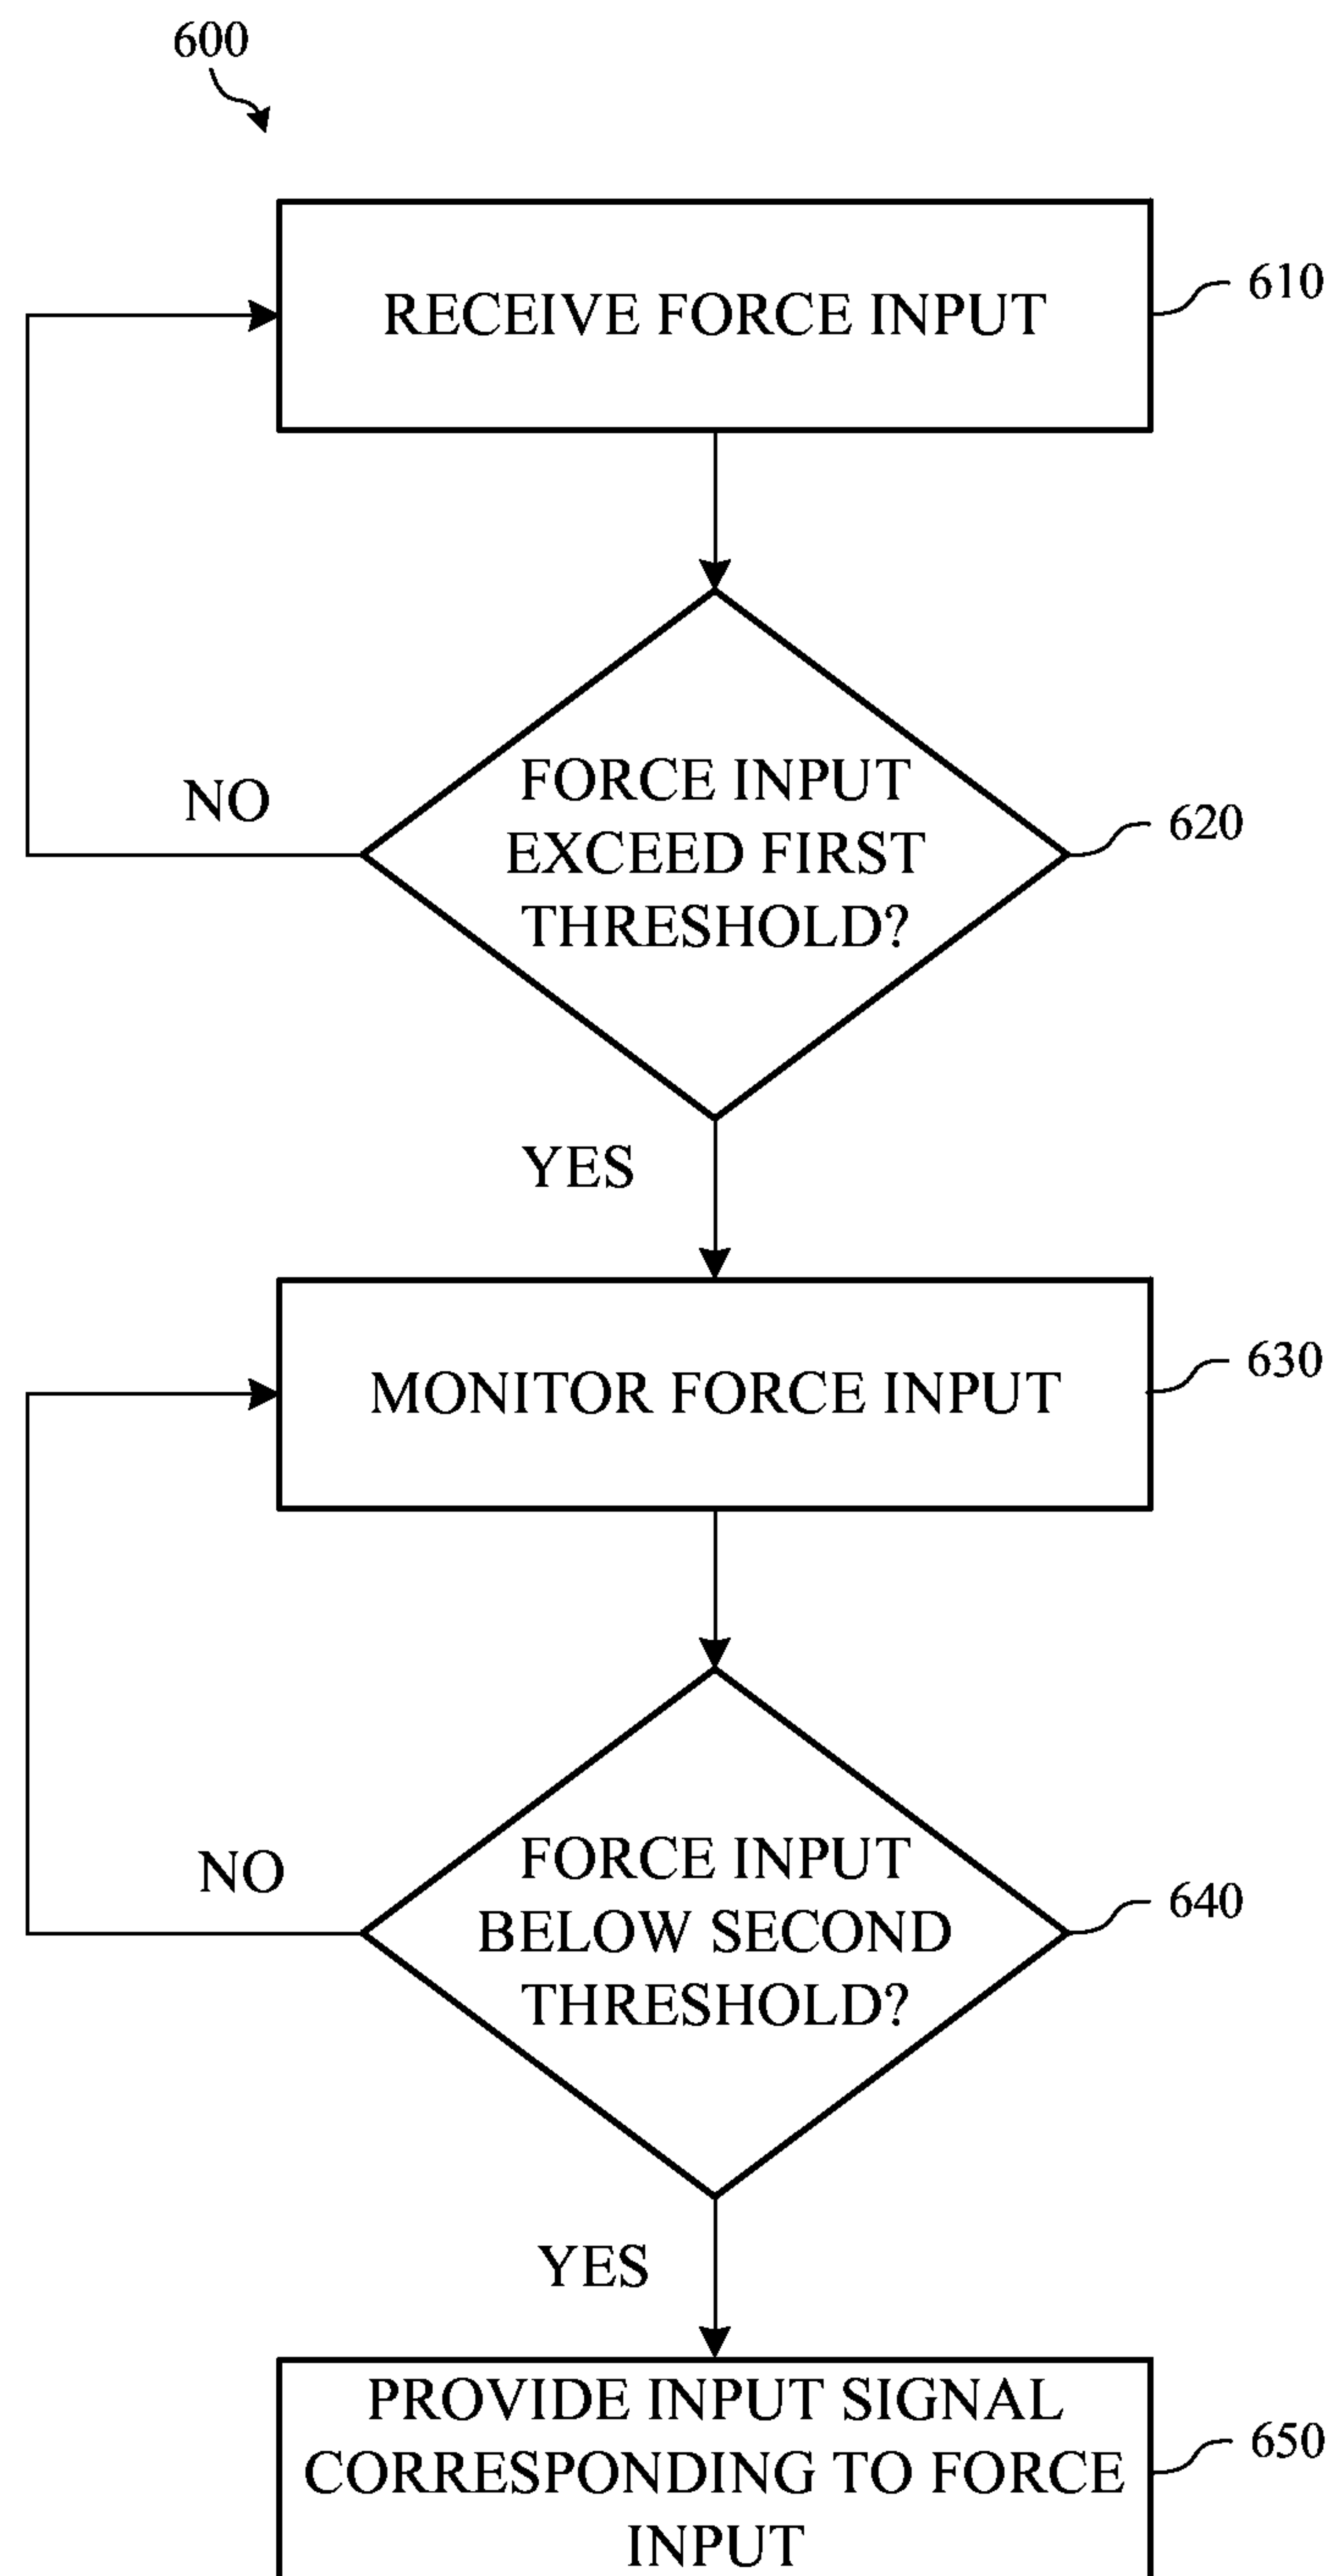 600
RECEIVE FORCE INPUT
610
FORCE INPUT
EXCEED FIRST
THRESHOLD?
620
NO
YES
MONITOR FORCE INPUT
630
FORCE INPUT
BELOW SECOND
THRESHOLD?
640
NO
YES
PROVIDE INPUT SIGNAL
CORRESPONDING TO FORCE
INPUT
650